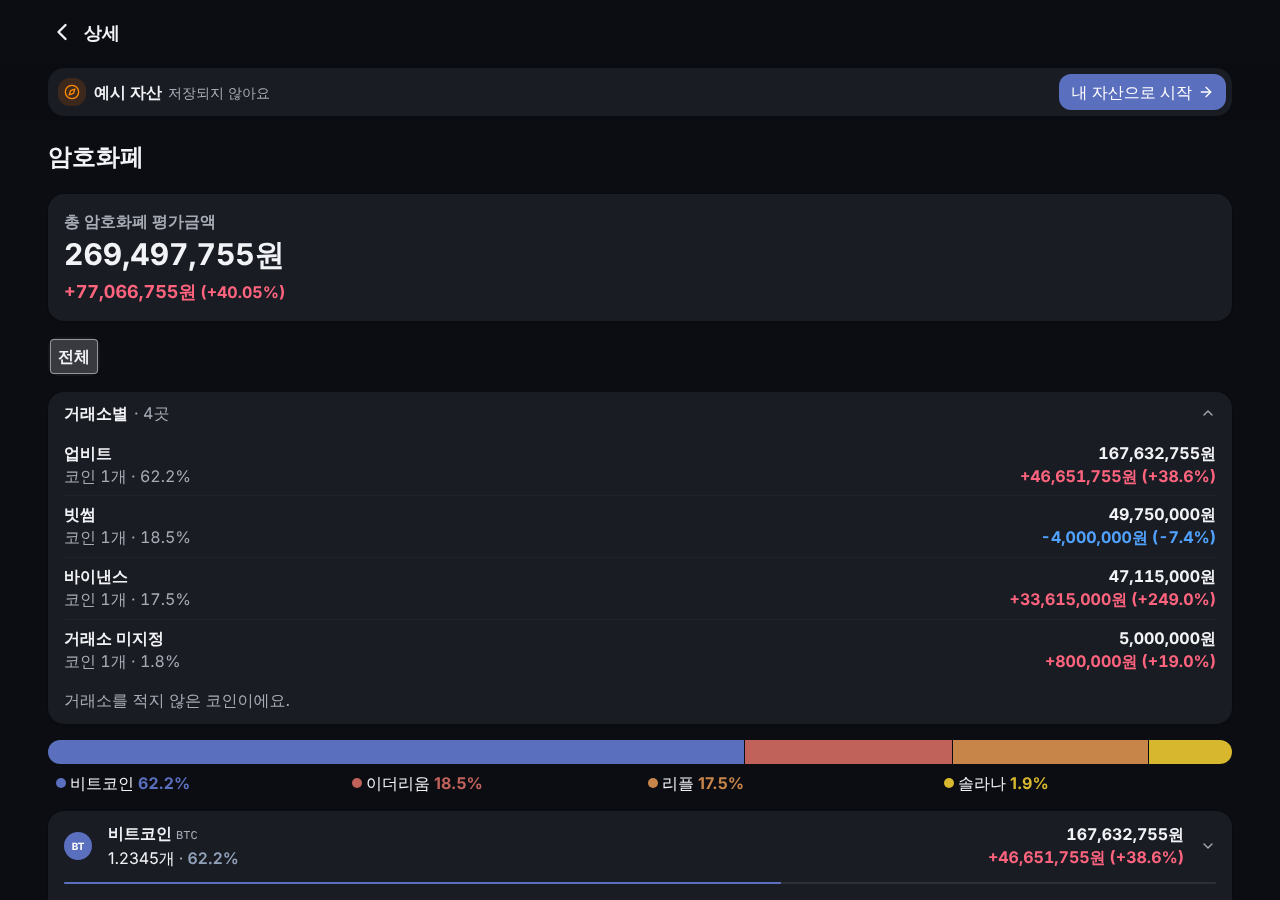 상세
예시 자산 저장되지 않아요
내 자산으로 시작 →
암호화폐
총 암호화폐 평가금액
269,497,755원
+77,066,755원 (+40.05%)
전체
거래소별 · 4곳
업비트 167,632,755원
코인 1개 · 62.2% +46,651,755원 (+38.6%)
빗썸 49,750,000원
코인 1개 · 18.5% -4,000,000원 (-7.4%)
바이낸스 47,115,000원
코인 1개 · 17.5% +33,615,000원 (+249.0%)
거래소 미지정 5,000,000원
코인 1개 · 1.8% +800,000원 (+19.0%)
거래소를 적지 않은 코인이에요.
비트코인 62.2% 이더리움 18.5% 리플 17.5% 솔라나 1.9%
BT 비트코인 BTC 167,632,755원
1.2345개 · 62.2% +46,651,755원 (+38.6%)